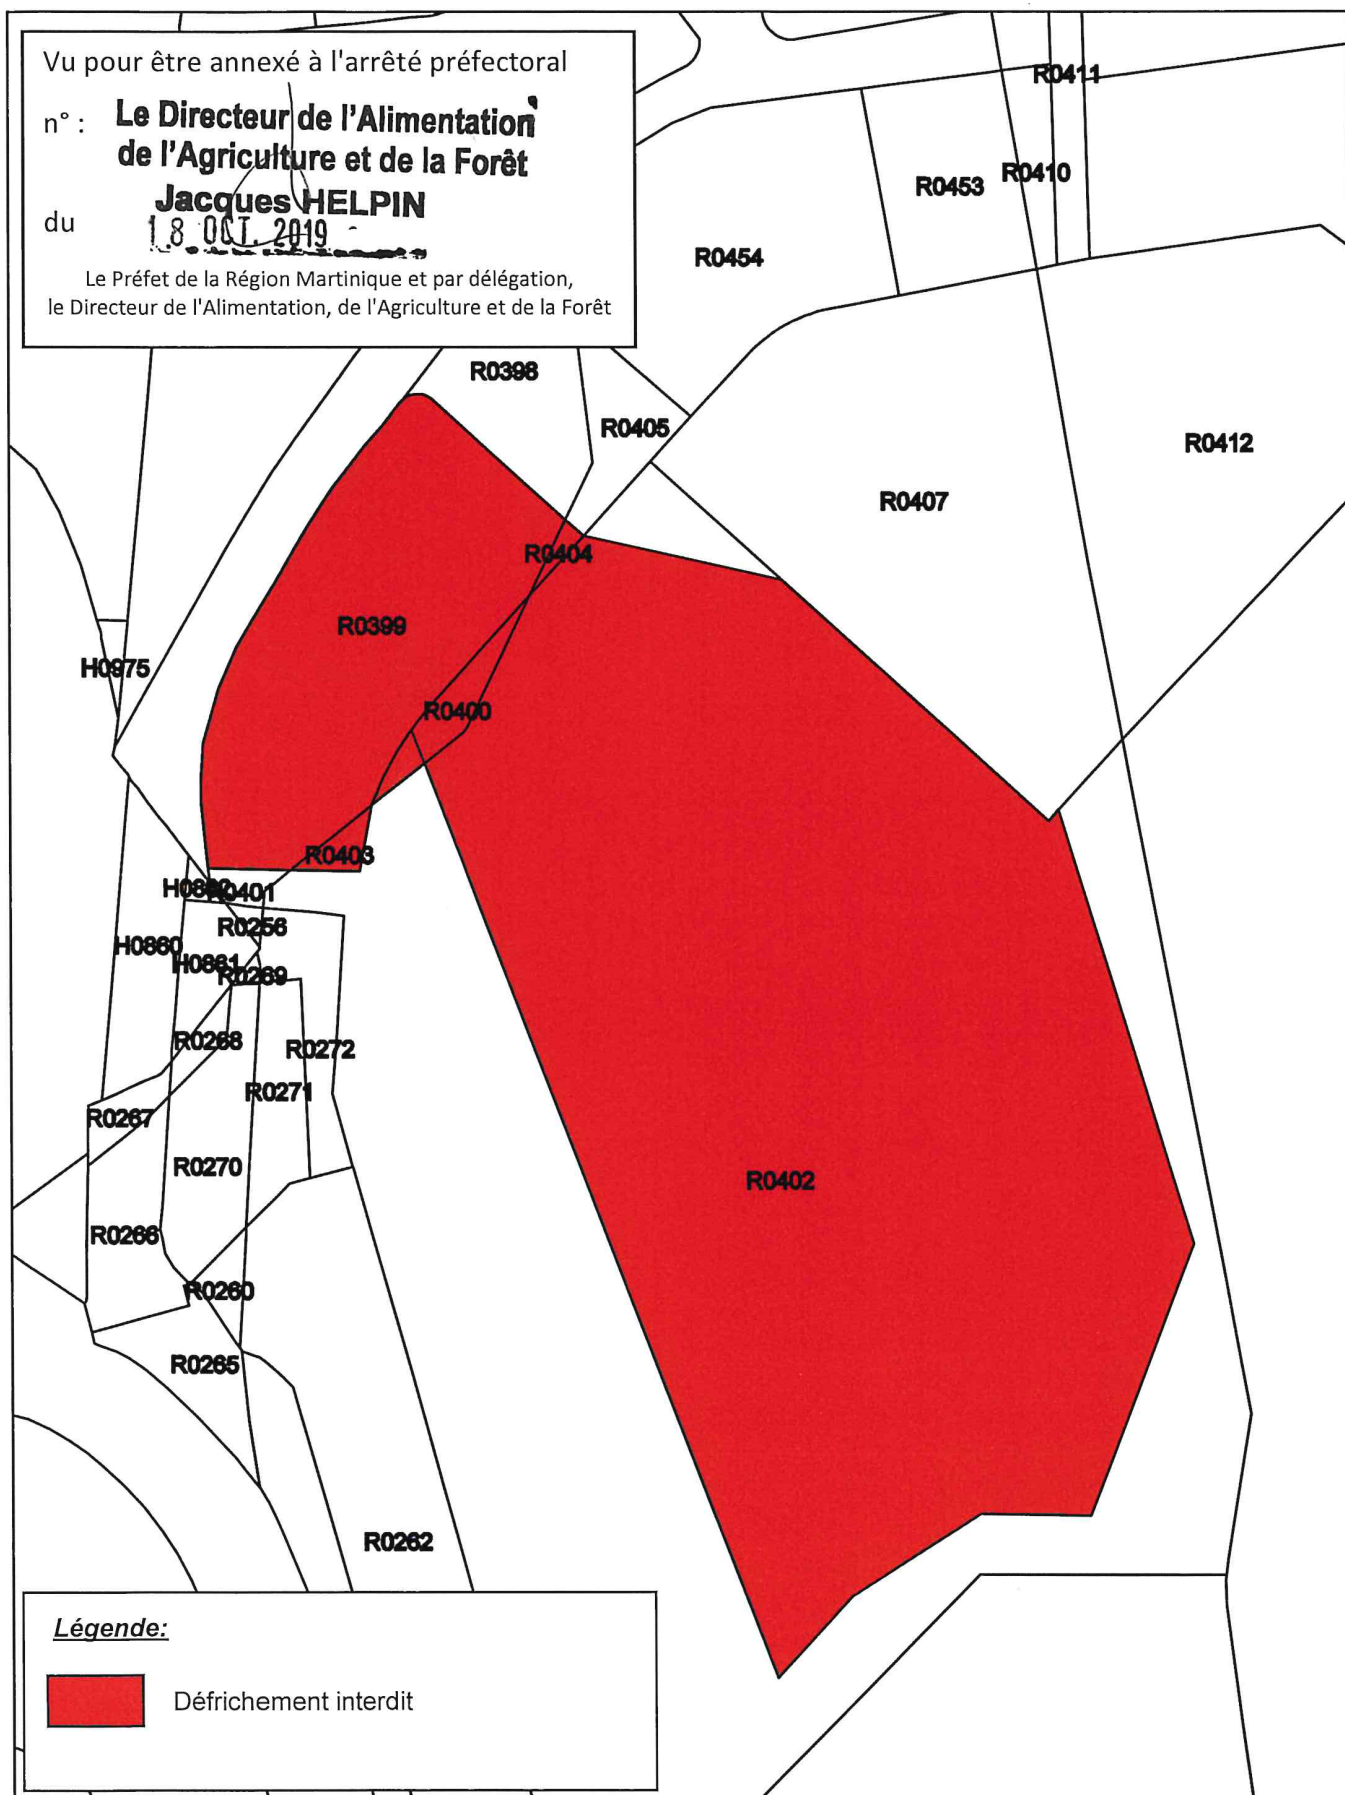 Vu pour être annexé à l'arrêté préfectoral
n° :
Le Directeur de l'Alimentation
de l'Agriculture et de la Forêt
Jacques HELPIN
du
18 OCT. 2019
Le Préfet de la Région Martinique et par délégation,
le Directeur de l'Alimentation, de l'Agriculture et de la Forêt
R0411
R0410
R0453
R0454
R0398
R0405
R0412
R0407
R0404
R0399
H0975
R0400
R0403
H0862
R0401
R0256
H0860
H0861
R0269
R0268
R0272
R0271
R0267
R0270
R0402
R0266
R0260
R0265
R0262
Légende:
Défrichement interdit